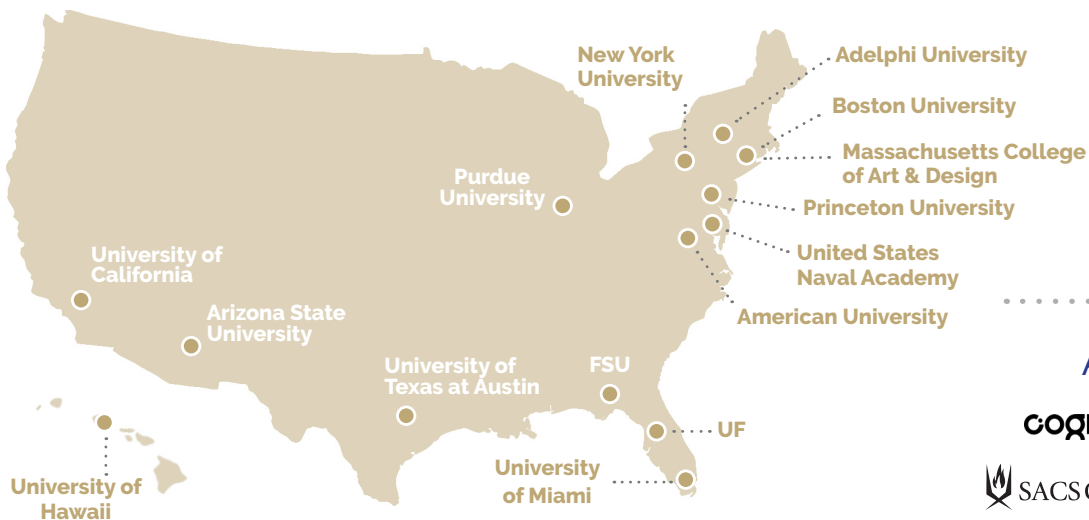 New York
University
Adelphi University
Boston University
Massachusetts College
of Art & Design
Purdue
University
Princeton University
United States
Naval Academy
University of
California
American University
Arizona State
University
University of
Texas at Austin
FSU
UF
University
of Miami
University of
Hawaii
SACS